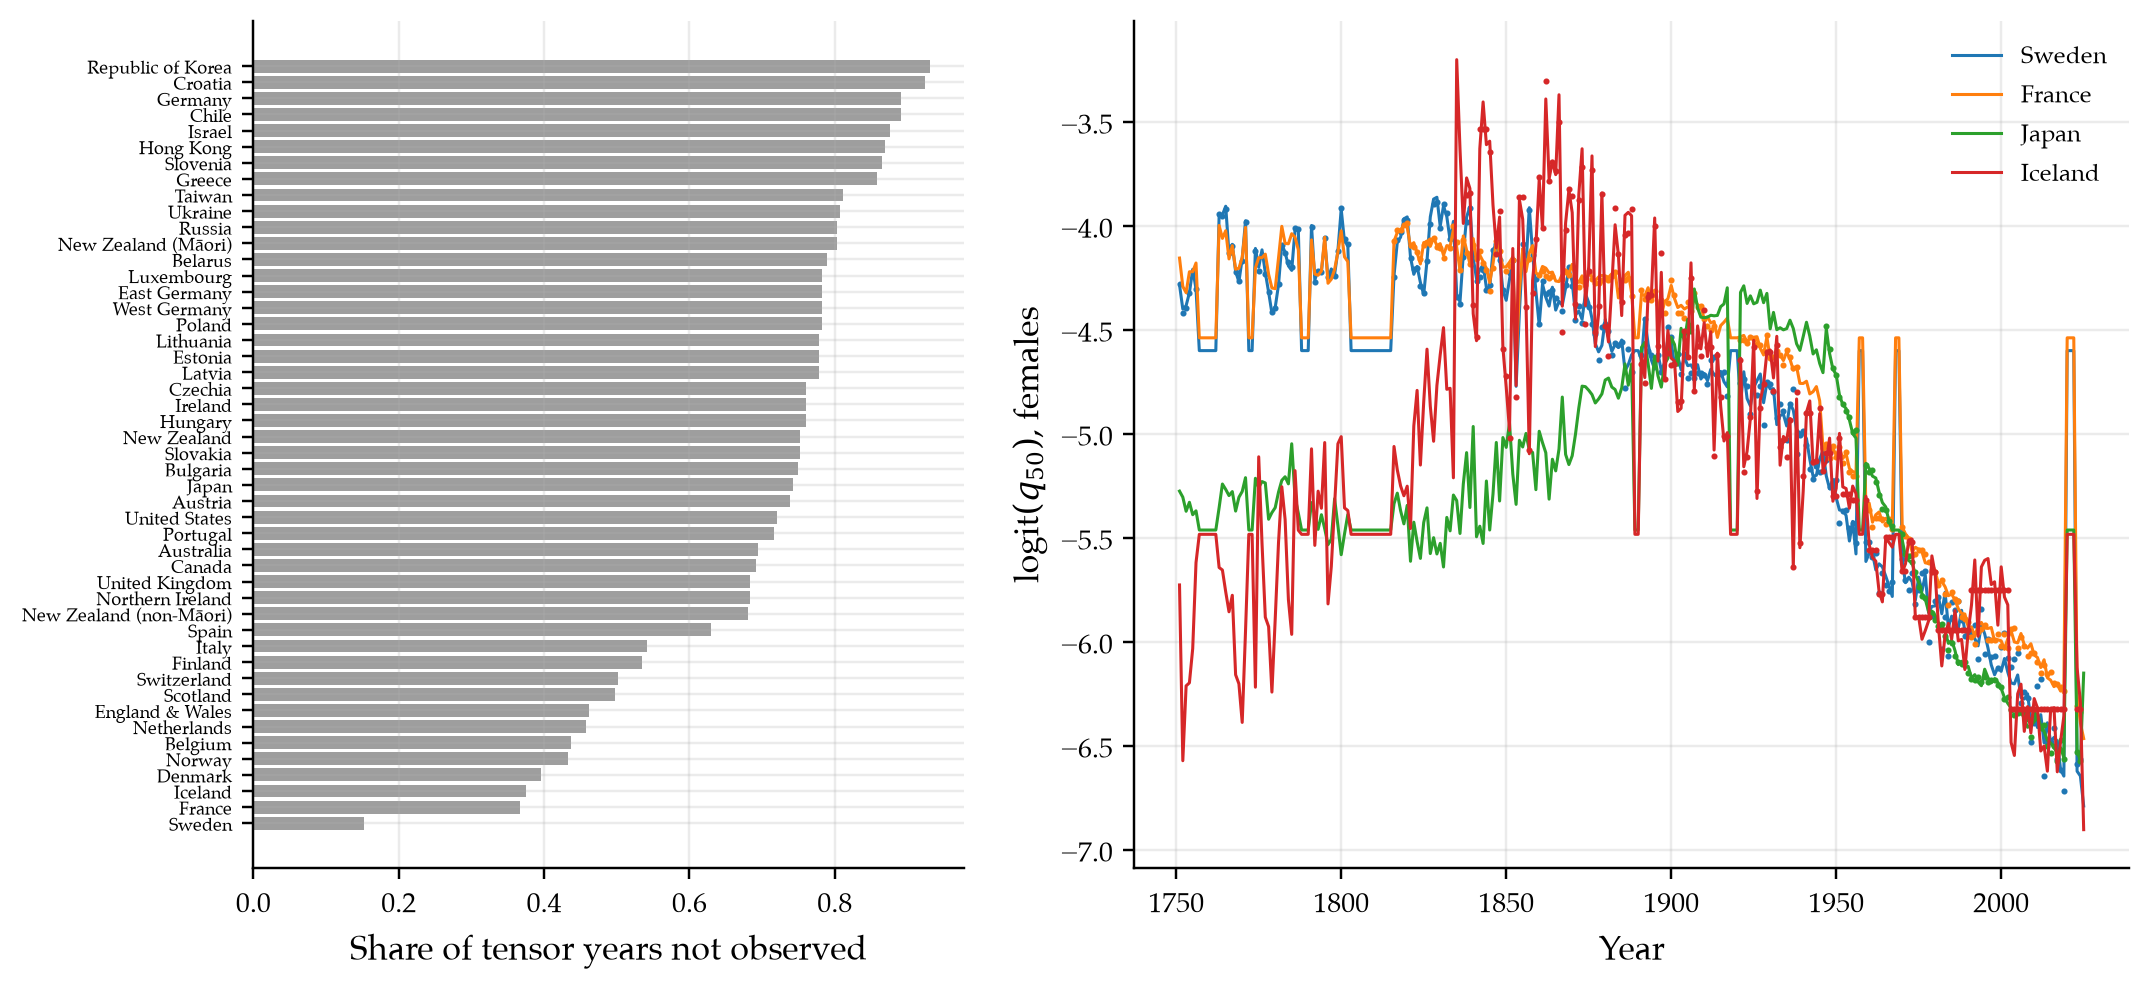 Republic of Korea
Croatia
Germany
Chile
Israel
Hong Kong
Slovenia
Greece
Taiwan
Ukraine
Russia
New Zealand (Māori)
Belarus
Luxembourg
East Germany
West Germany
Poland
Lithuania
Estonia
Latvia
Czechia
Ireland
Hungary
New Zealand
Slovakia
Bulgaria
Japan
Austria
United States
Portugal
Australia
Canada
United Kingdom
Northern Ireland
New Zealand (non-Māori)
Spain
Italy
Finland
Switzerland
Scotland
England & Wales
Netherlands
Belgium
Norway
Denmark
Iceland
France
Sweden
0.0 0.2 0.4 0.6 0.8
Share of tensor years not observed
logit(q50), females
−3.5
−4.0
−4.5
−5.0
−5.5
−6.0
−6.5
−7.0
Sweden
France
Japan
Iceland
1750 1800 1850 1900 1950 2000
Year